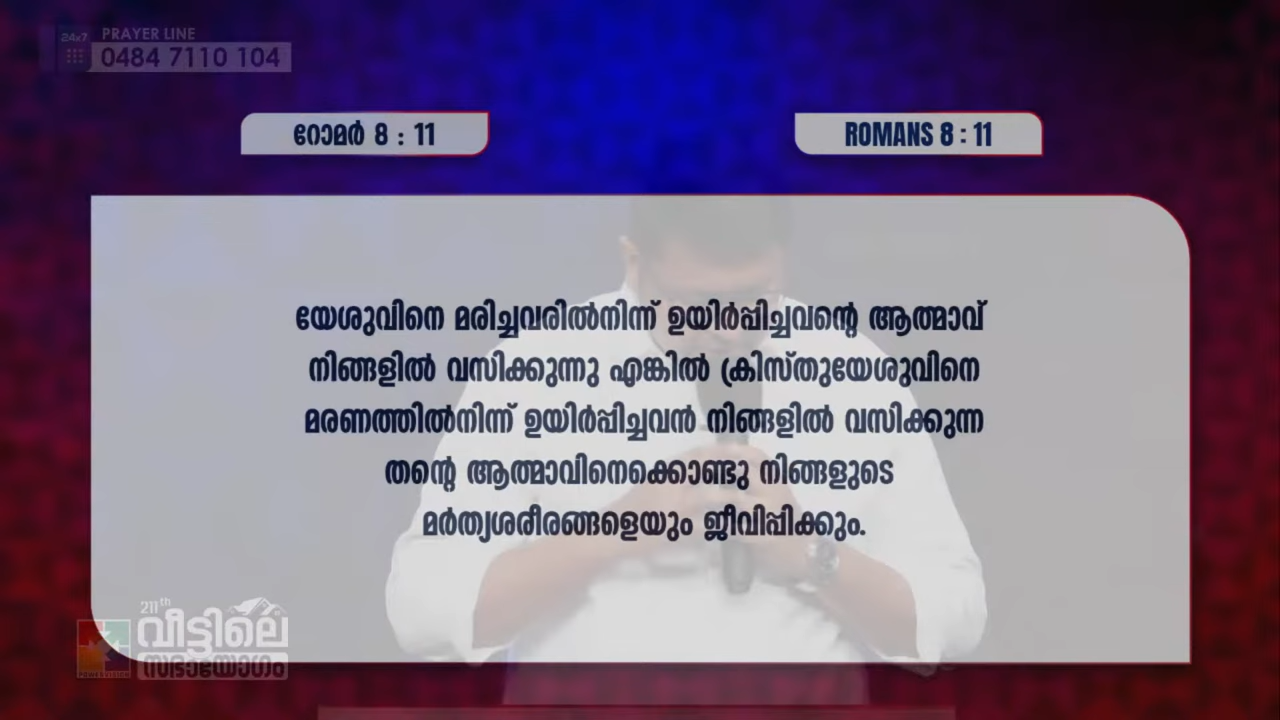 24x7 PRAYER LINE
0484 7110 104
റോമർ 8 : 11
ROMANS 8 : 11
യേശുവിനെ മരിച്ചവരിൽനിന്ന് ഉയിർപ്പിച്ചവന്റെ ആത്മാവ്
നിങ്ങളിൽ വസിക്കുന്നു എങ്കിൽ ക്രിസ്തുയേശുവിനെ
മരണത്തിൽനിന്ന് ഉയിർപ്പിച്ചവൻ നിങ്ങളിൽ വസിക്കുന്ന
തന്റെ ആത്മാവിനെക്കൊണ്ടു നിങ്ങളുടെ
മർത്യശരീരങ്ങളെയും ജീവിപ്പിക്കും.
211th
വീട്ടിലെ
സഭായോഗം
POWERVISION